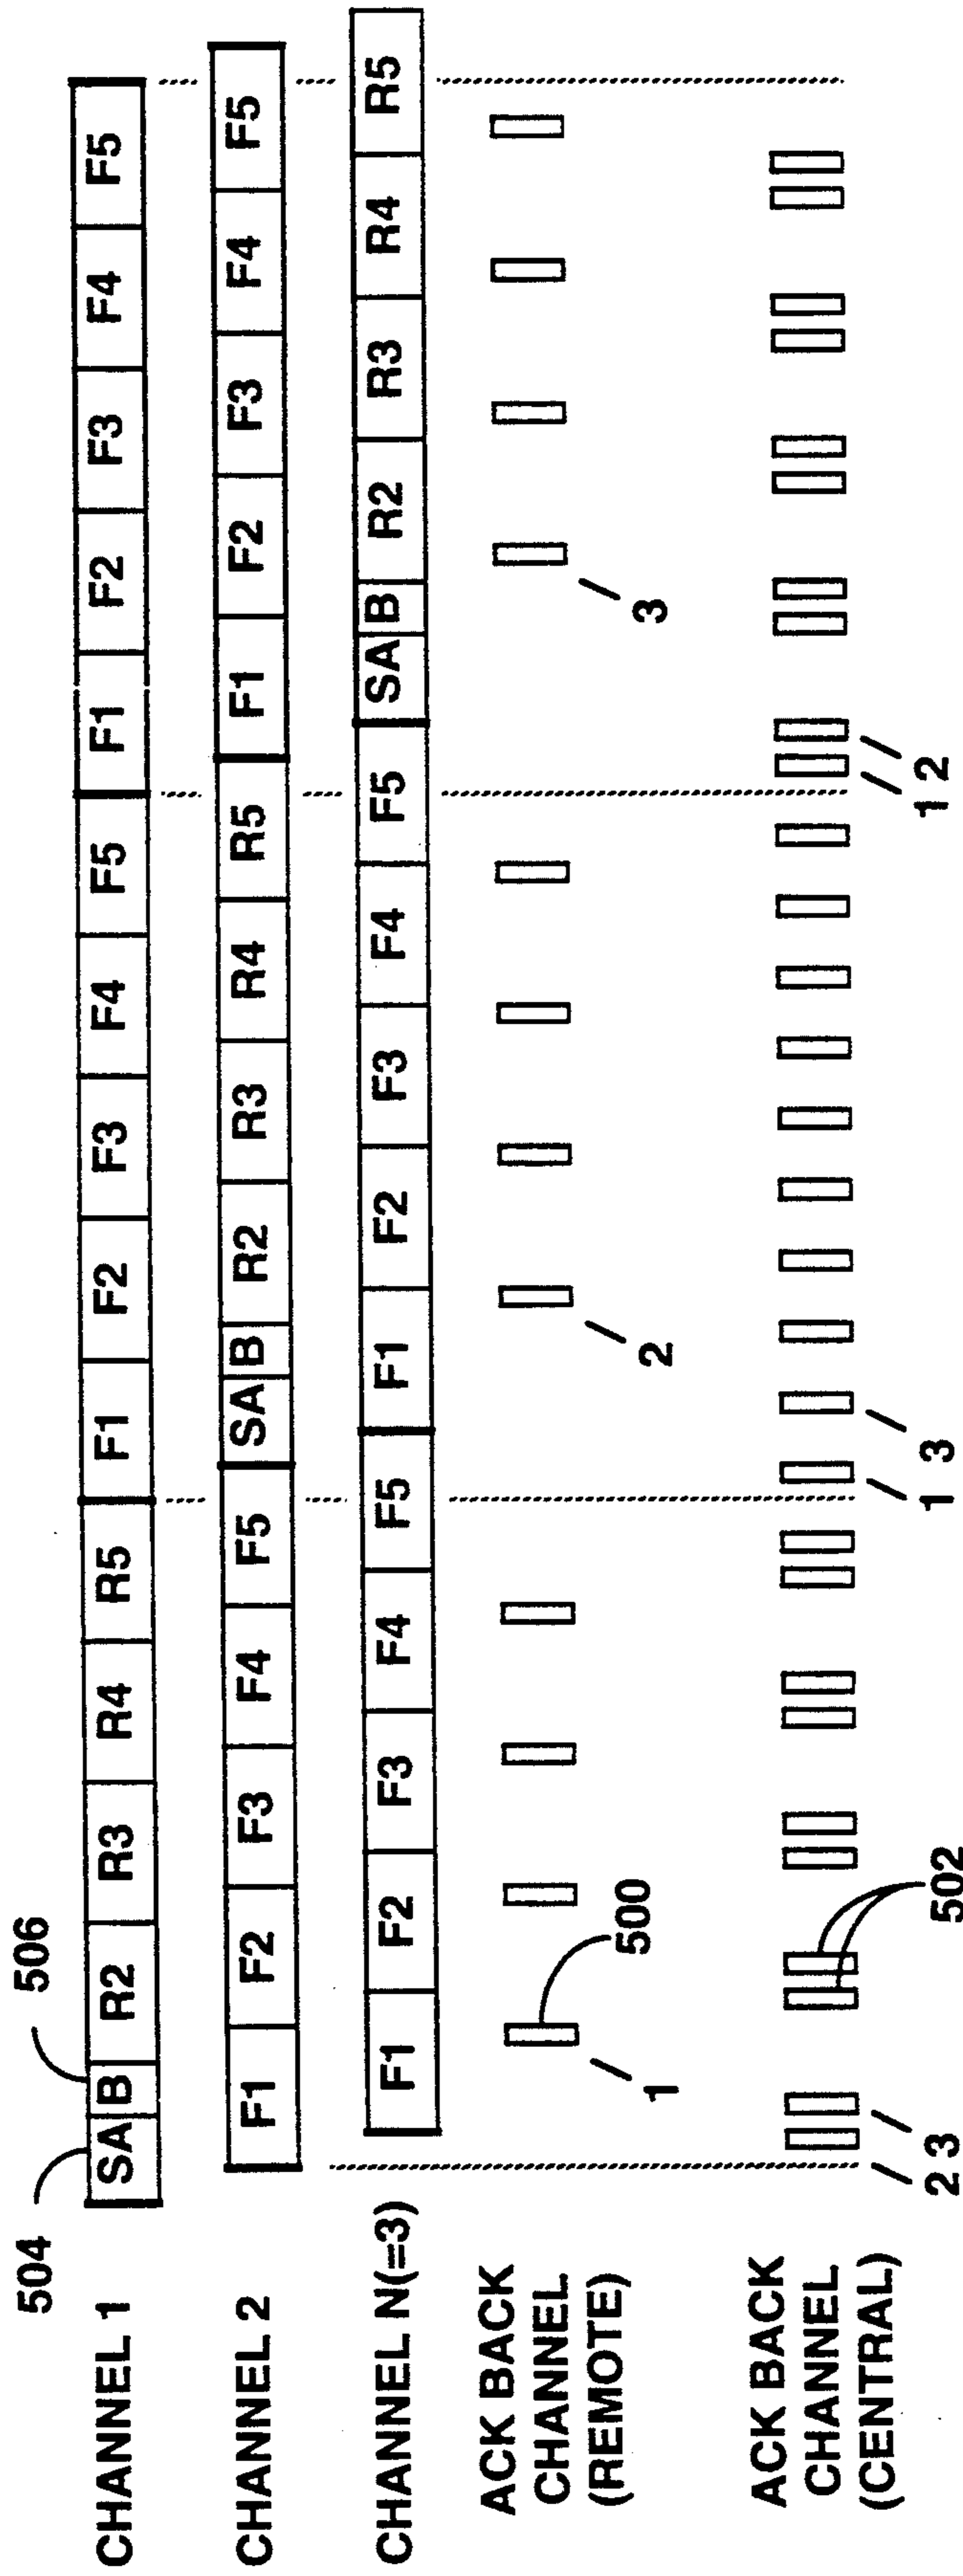 504
506
CHANNEL 1
SA B R2 R3 R4 R5 F1 F2 F3 F4 F5 F1 F2 F3 F4 F5
CHANNEL 2
F1 F2 F3 F4 F5 SA B R2 R3 R4 R5 F1 F2 F3 F4 F5
CHANNEL N(=3)
F1 F2 F3 F4 F5 F1 F2 F3 F4 F5 SA B R2 R3 R4 R5
ACK BACK
CHANNEL
(REMOTE)
1 500 2 3
ACK BACK
CHANNEL
(CENTRAL)
2 3 502 1 3 1 2